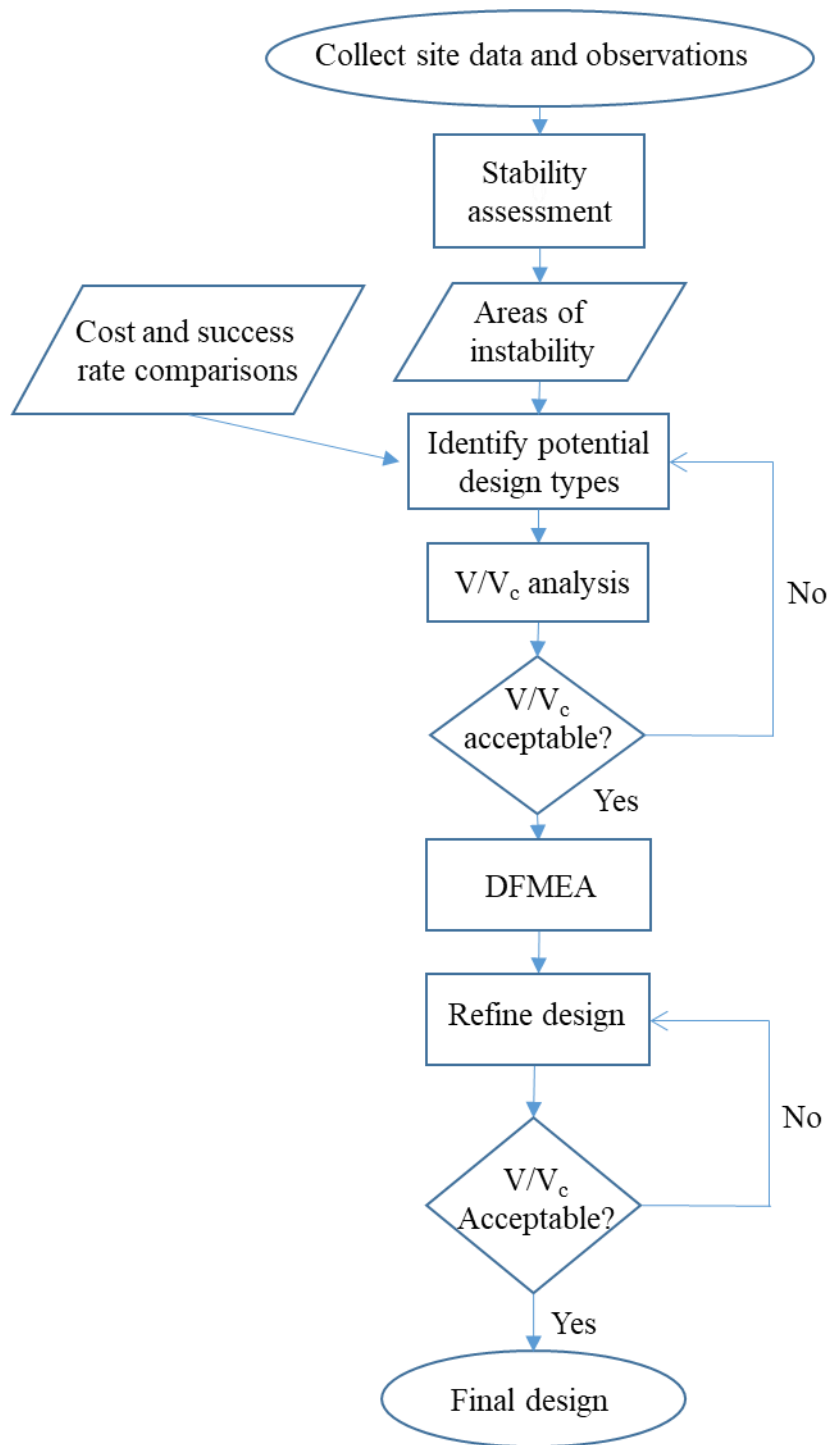 Collect site data and observations
Stability
assessment
Cost and success
rate comparisons
Areas of
instability
Identify potential
design types
V/Vc analysis
No
V/Vc
acceptable?
Yes
DFMEA
Refine design
No
V/Vc
Acceptable?
Yes
Final design